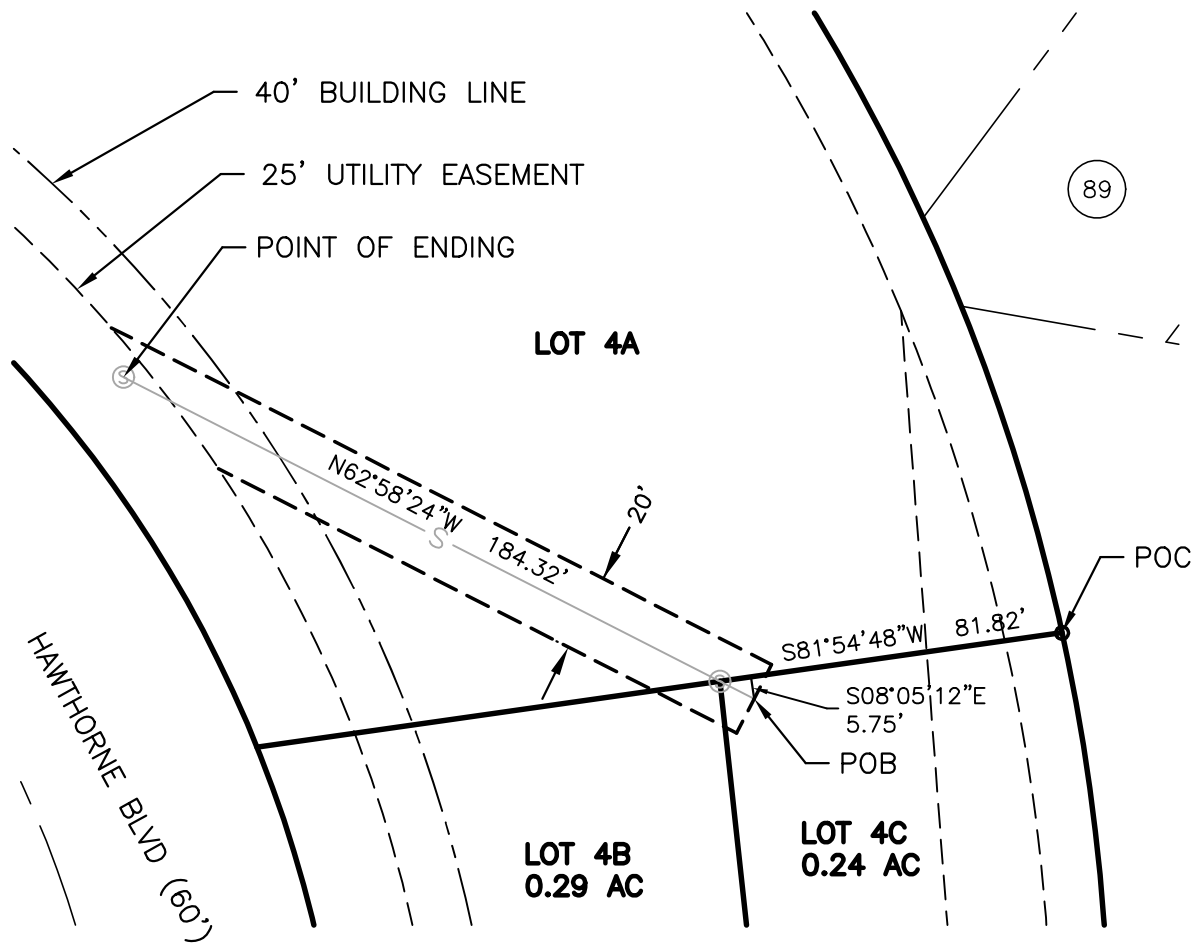 40' BUILDING LINE
25' UTILITY EASEMENT
89
POINT OF ENDING
LOT 4A
S
N62°58'24"W
184.32'
S
20'
POC
S81°54'48"W
81.82'
S
S08°05'12"E
5.75'
POB
HAWTHORNE BLVD (60')
LOT 4B
0.29 AC
LOT 4C
0.24 AC